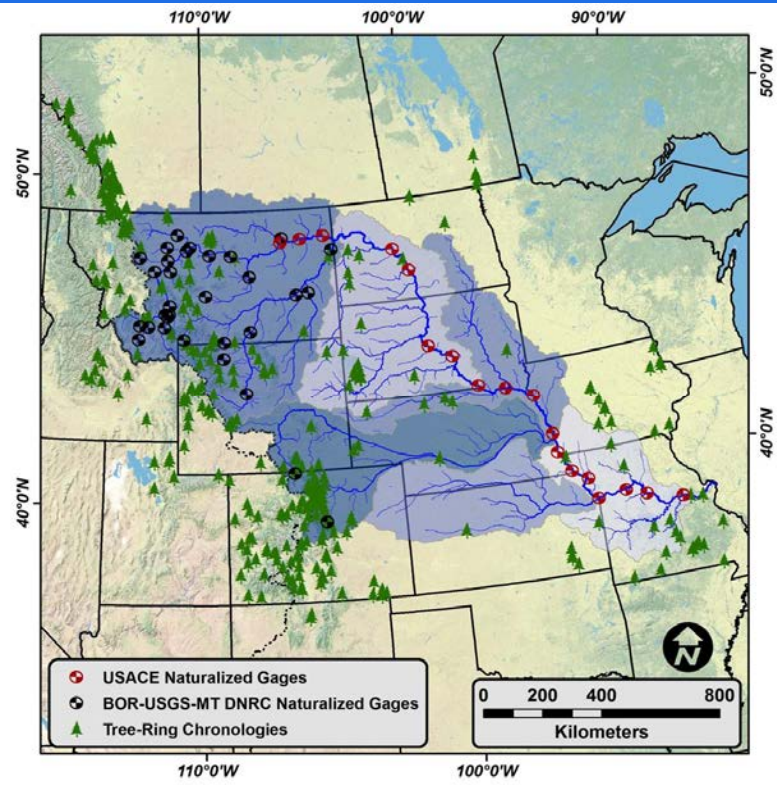 110°0'W 100°0'W 90°0'W
50°0'N
50°0'N
40°0'N
40°0'N
USACE Naturalized Gages
BOR-USGS-MT DNRC Naturalized Gages
Tree-Ring Chronologies
N
0 200 400 800
Kilometers
110°0'W 100°0'W